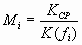 M_i = K_CP / K(f_i)